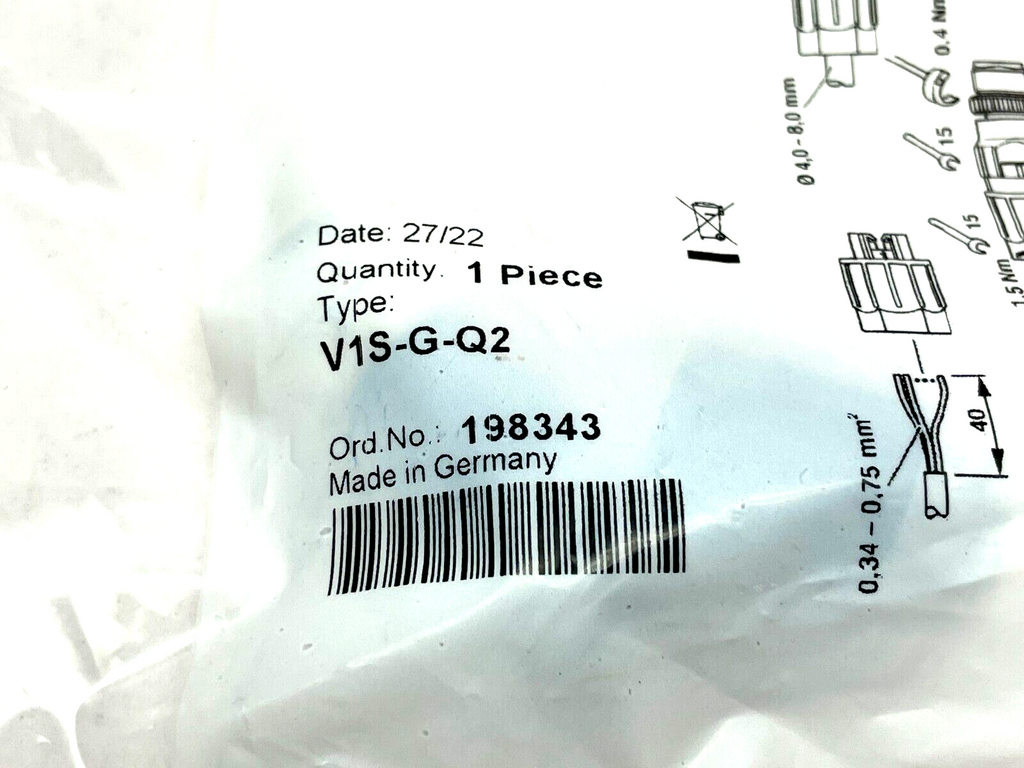 Date: 27/22
Quantity. 1 Piece
Type:
V1S-G-Q2
Ord.No.: 198343
Made in Germany
Ø 4,0 - 8,0 mm
0,4 Nm
15
15
1,5 Nm
40
0,34 – 0,75 mm²